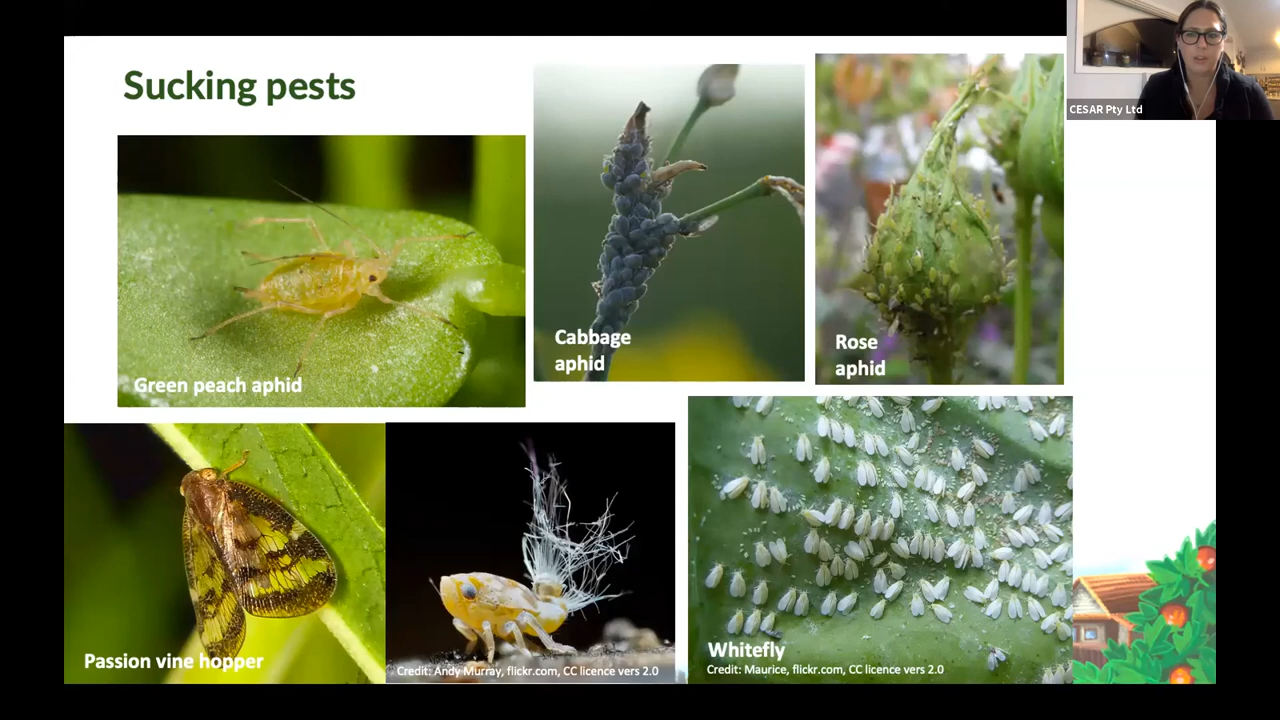 Sucking pests
CESAR Pty Ltd
Green peach aphid
Cabbage
aphid
Rose
aphid
Passion vine hopper
Credit: Andy Murray, flickr.com, CC licence vers 2.0
Whitefly
Credit: Maurice, flickr.com, CC licence vers 2.0